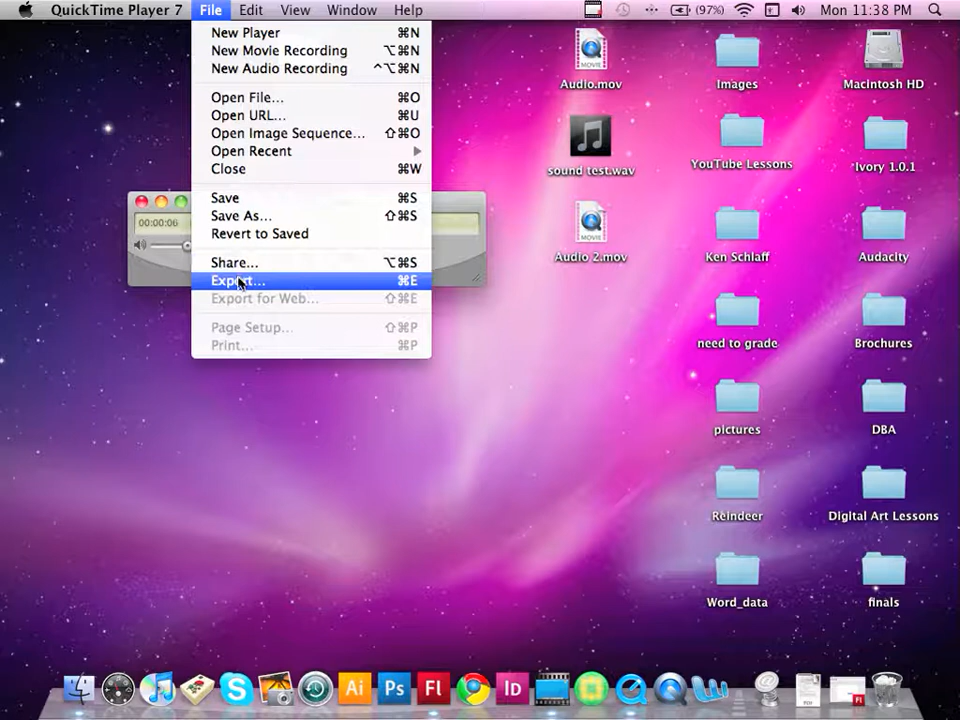 QuickTime Player 7 File Edit View Window Help (97%) Mon 11:38 PM
New Player ⌘N
New Movie Recording ⌥⌘N
New Audio Recording ^⌥⌘N
Open File... ⌘O
Open URL... ⌘U
Open Image Sequence... ⇧⌘O
Open Recent ▶
Close ⌘W
Save ⌘S
Save As... ⇧⌘S
Revert to Saved
Share... ⌥⌘S
Export... ⌘E
Export for Web... ⇧⌘E
Page Setup... ⇧⌘P
Print... ⌘P
00:00:06
MOVIE
Audio.mov
Images
Macintosh HD
sound test.wav
YouTube Lessons
Ivory 1.0.1
MOVIE
Audio 2.mov
Ken Schlaff
Audacity
need to grade
Brochures
pictures
DBA
Reindeer
Digital Art Lessons
Word_data
finals
Ai Ps Fl Id